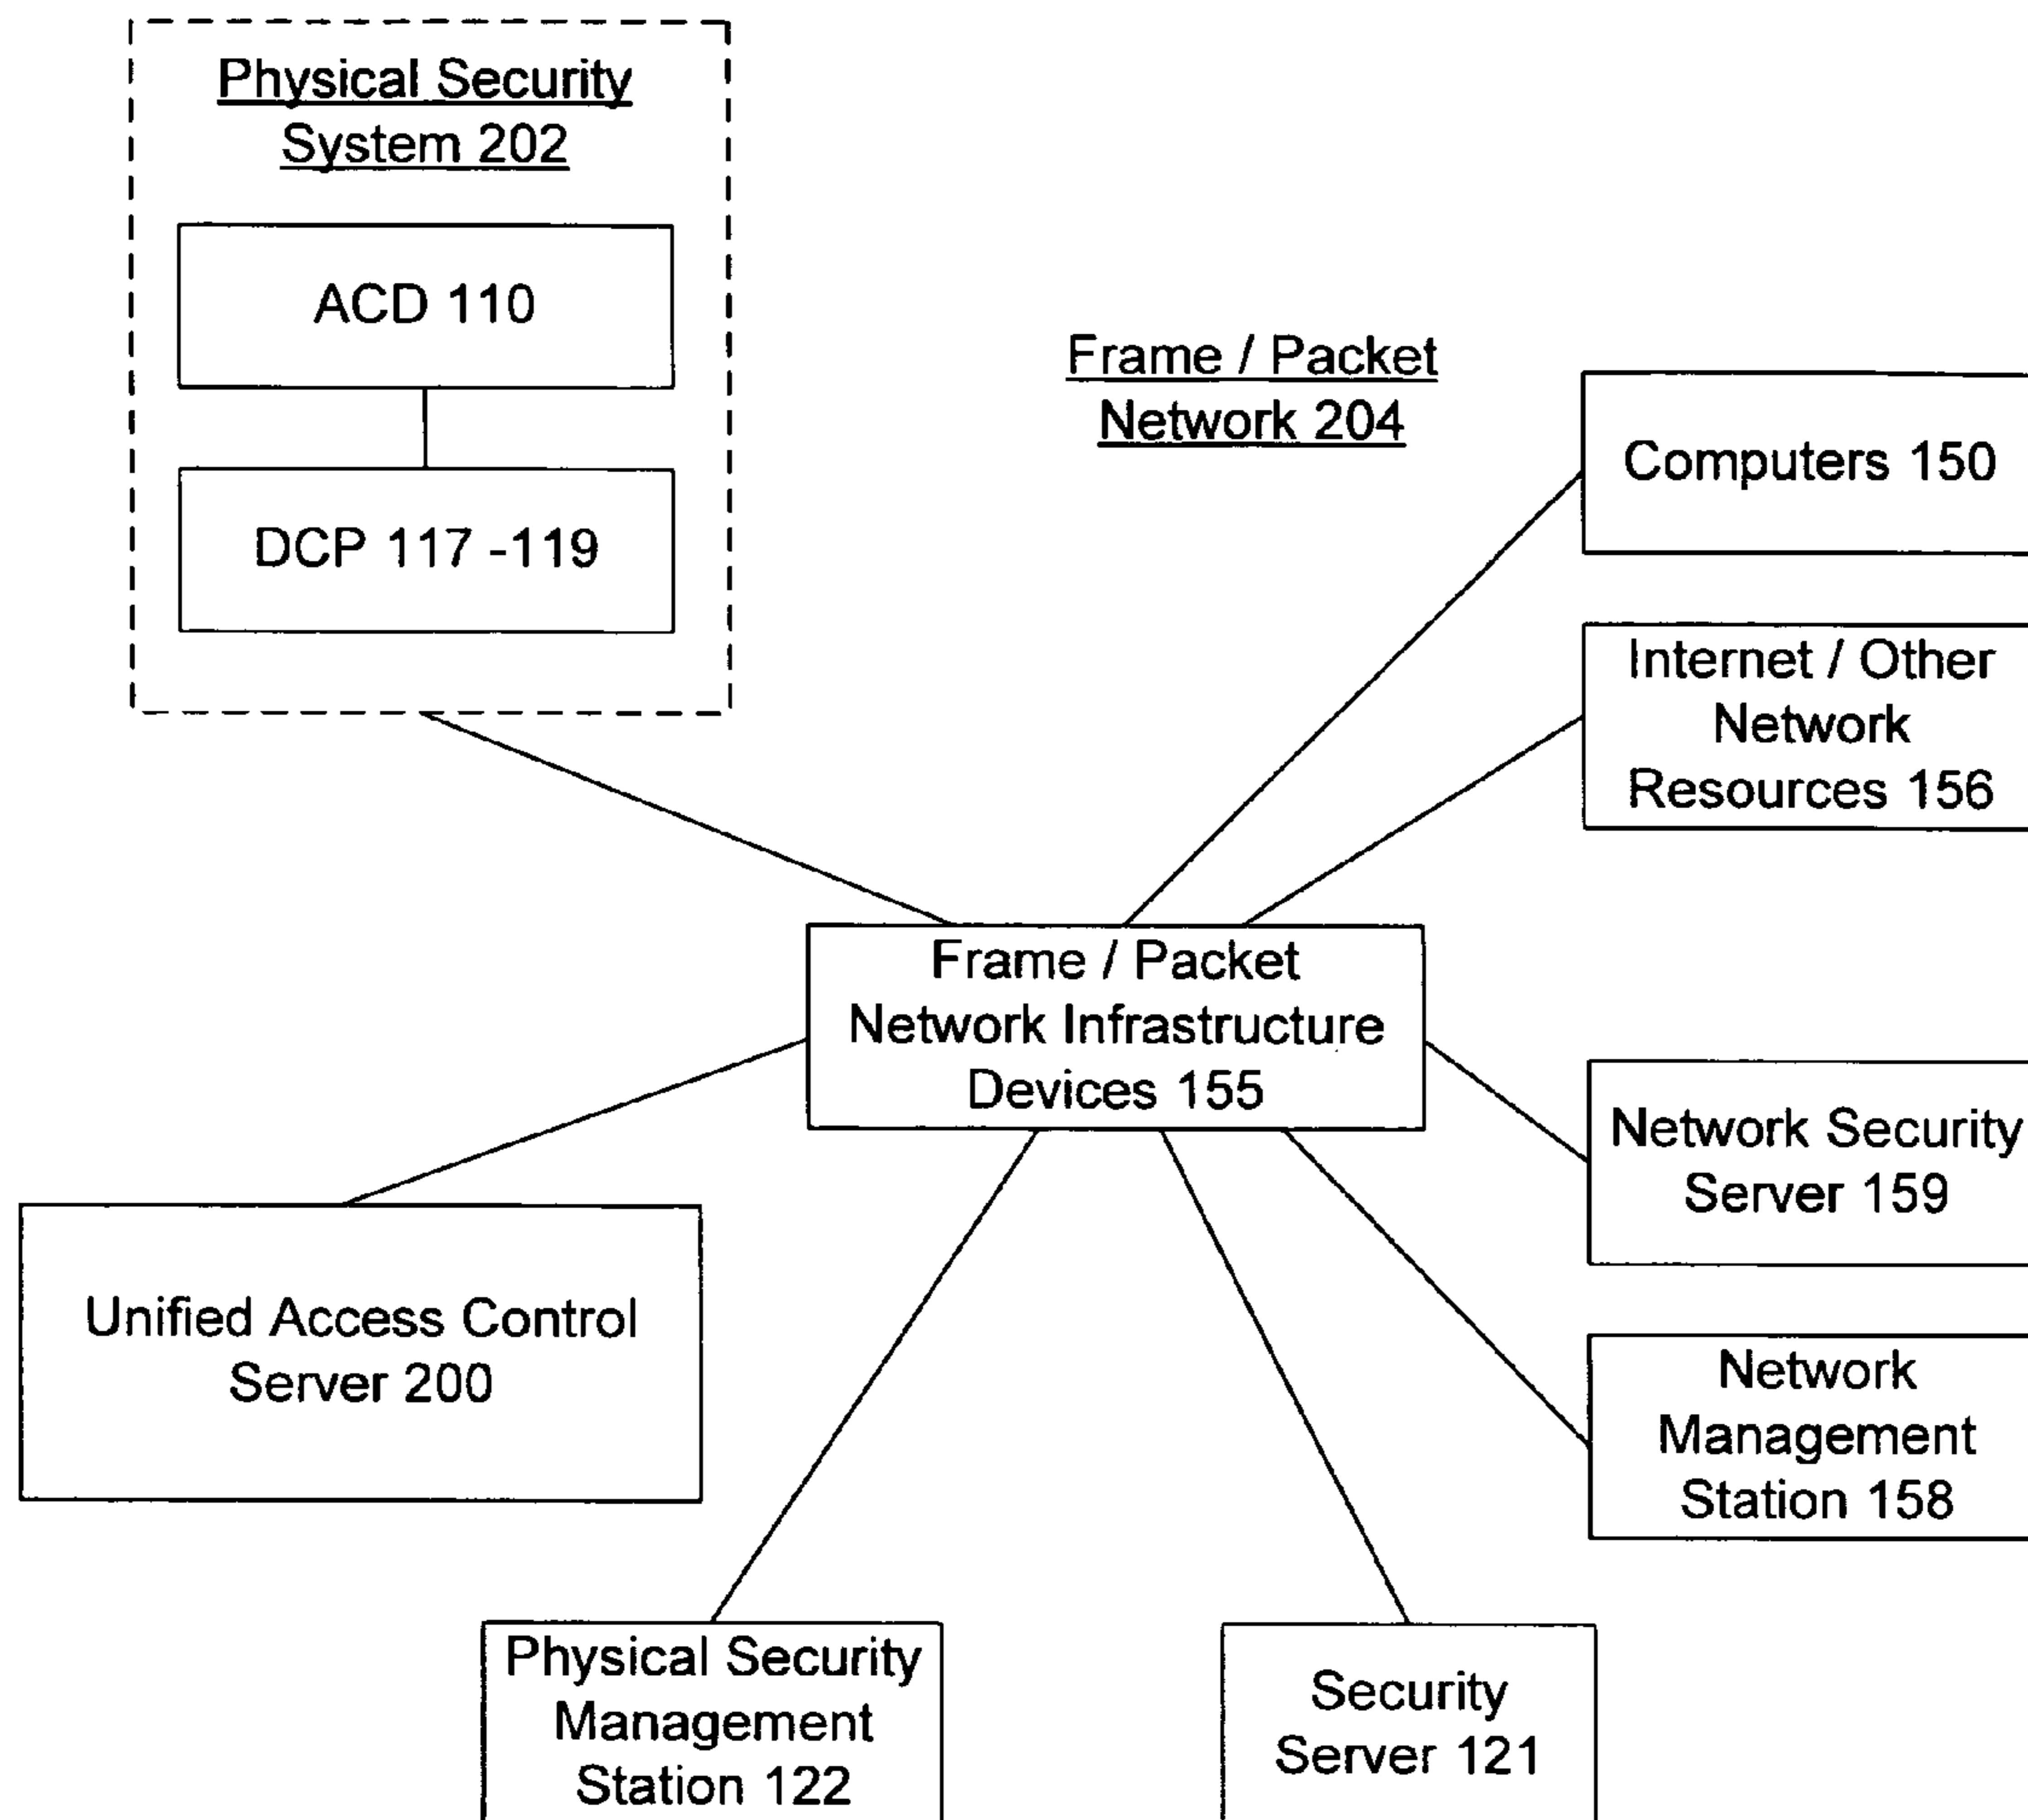 Physical Security
System 202
ACD 110
DCP 117 -119
Frame / Packet
Network 204
Computers 150
Internet / Other
Network
Resources 156
Frame / Packet
Network Infrastructure
Devices 155
Network Security
Server 159
Unified Access Control
Server 200
Network
Management
Station 158
Physical Security
Management
Station 122
Security
Server 121